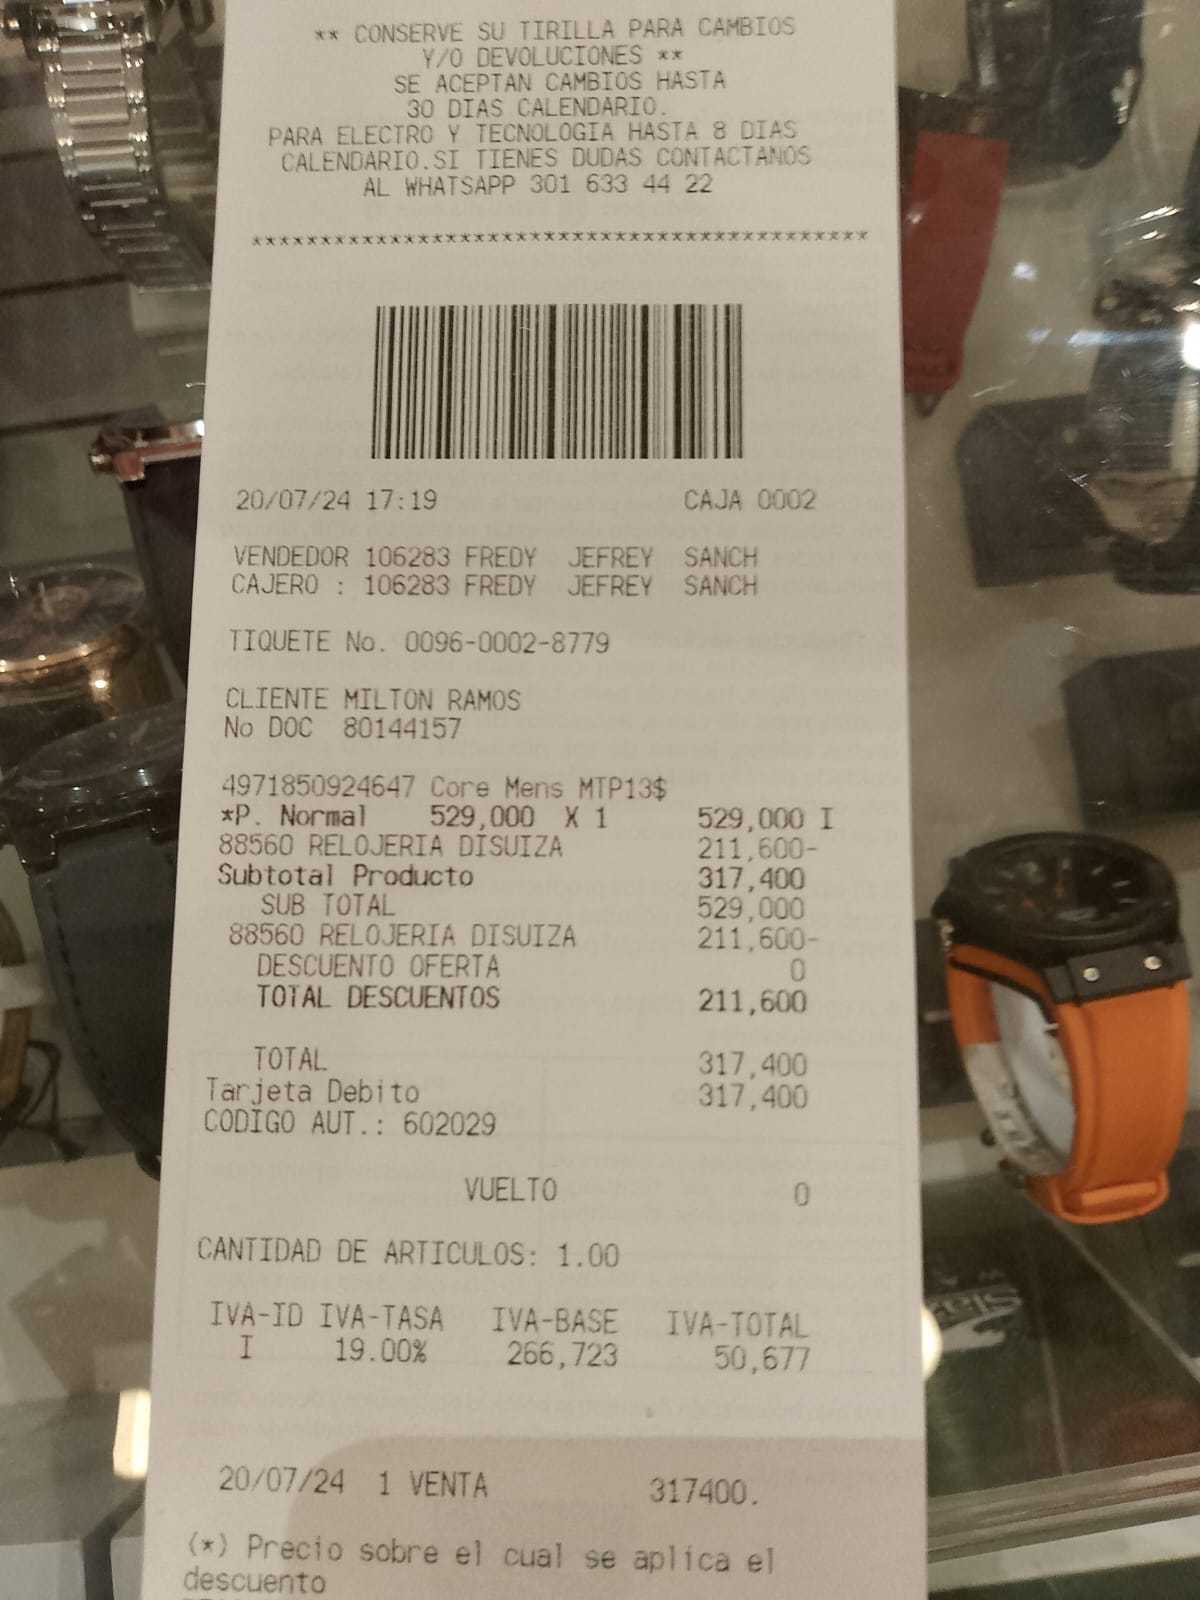 ** CONSERVE SU TIRILLA PARA CAMBIOS
Y/O DEVOLUCIONES **
SE ACEPTAN CAMBIOS HASTA
30 DIAS CALENDARIO.
PARA ELECTRO Y TECNOLOGIA HASTA 8 DIAS
CALENDARIO.SI TIENES DUDAS CONTACTANOS
AL WHATSAPP 301 633 44 22
*********************************************
20/07/24 17:19 CAJA 0002
VENDEDOR 106283 FREDY JEFREY SANCH
CAJERO : 106283 FREDY JEFREY SANCH
TIQUETE No. 0096-0002-8779
CLIENTE MILTON RAMOS
No DOC 80144157
4971850924647 Core Mens MTP13$
*P. Normal 529,000 X 1 529,000 I
88560 RELOJERIA DISUIZA 211,600-
Subtotal Producto 317,400
SUB TOTAL 529,000
88560 RELOJERIA DISUIZA 211,600-
DESCUENTO OFERTA 0
TOTAL DESCUENTOS 211,600
TOTAL 317,400
Tarjeta Debito 317,400
CODIGO AUT.: 602029
VUELTO 0
CANTIDAD DE ARTICULOS: 1.00
IVA-ID IVA-TASA IVA-BASE IVA-TOTAL
I 19.00% 266,723 50,677
20/07/24 1 VENTA 317400.
(*) Precio sobre el cual se aplica el
descuento